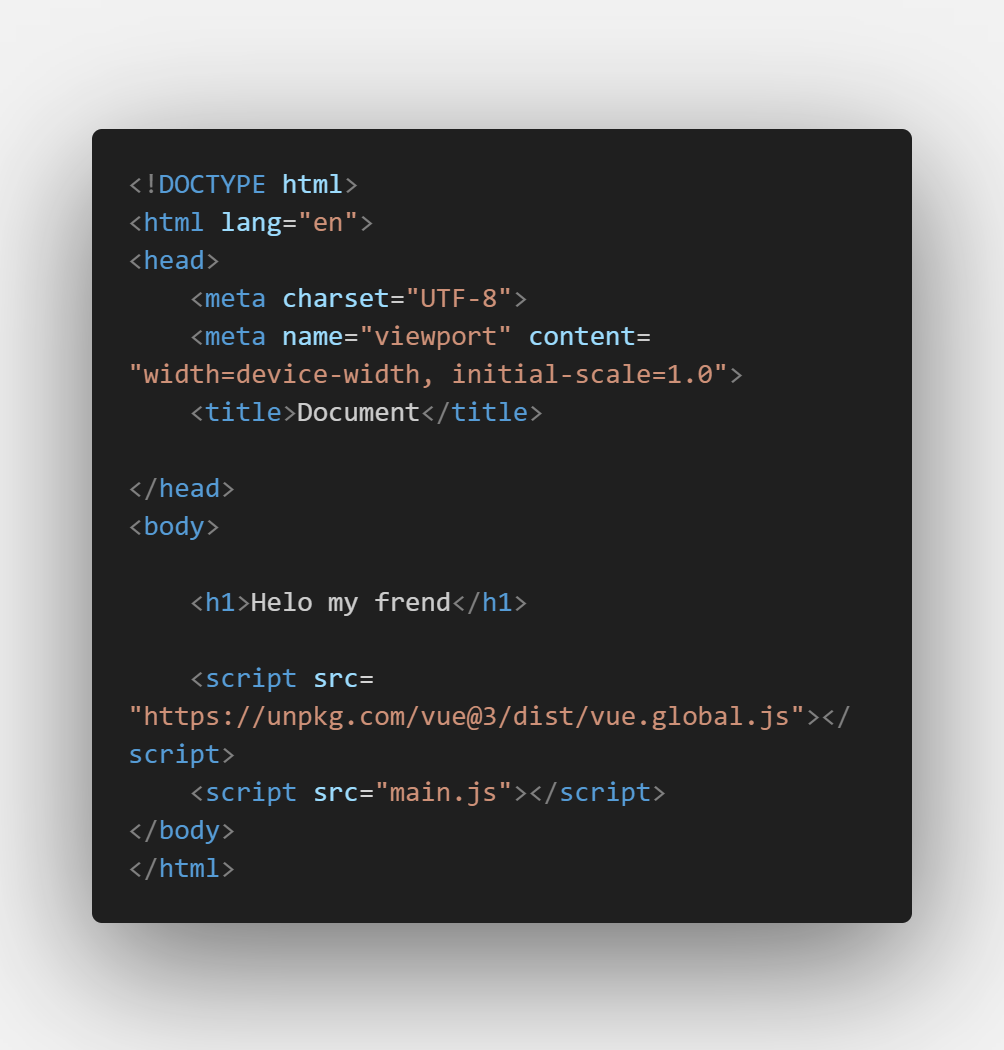 <!DOCTYPE html>
<html lang="en">
<head>
    <meta charset="UTF-8">
    <meta name="viewport" content=
"width=device-width, initial-scale=1.0">
    <title>Document</title>

</head>
<body>

    <h1>Helo my frend</h1>

    <script src=
"https://unpkg.com/vue@3/dist/vue.global.js"></
script>
    <script src="main.js"></script>
</body>
</html>